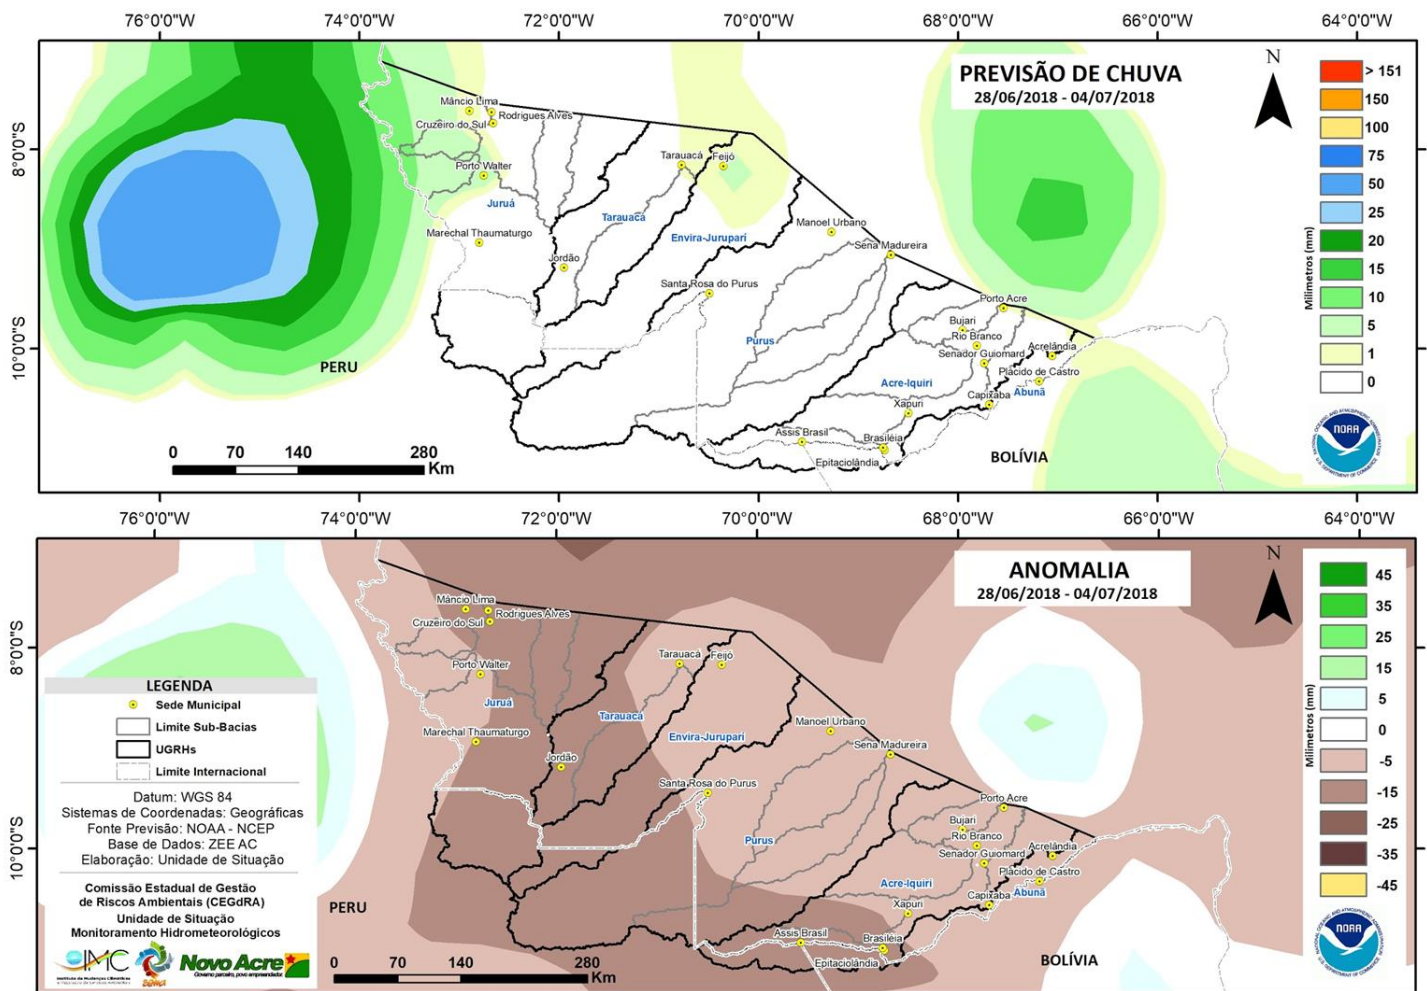 76°0'0"W 74°0'0"W 72°0'0"W 70°0'0"W 68°0'0"W 66°0'0"W 64°0'0"W
PREVISÃO DE CHUVA
28/06/2018 - 04/07/2018
N
> 151
150
100
75
50
25
20
15
10
5
1
0
Milimetros (mm)
8°0'0"S
10°0'0"S
Mâncio Lima
Rodrigues Alves
Cruzeiro do Sul
Porto Walter
Juruá
Marechal Thaumaturgo
Jordão
Tarauacá
Feijó
Tarauacá
Envira-Juruparí
Manoel Urbano
Sena Madureira
Santa Rosa do Purus
Purus
Porto Acre
Bujari
Rio Branco
Senador Guiomard
Acrelândia
Plácido de Castro
Abunã
Acre-Iquiri
Capixaba
Xapuri
Assis Brasil
Brasiléia
Epitaciolândia
PERU
BOLÍVIA
0 70 140 280
Km
NOAA
76°0'0"W 74°0'0"W 72°0'0"W 70°0'0"W 68°0'0"W 66°0'0"W 64°0'0"W
ANOMALIA
28/06/2018 - 04/07/2018
N
45
35
25
15
5
0
-5
-15
-25
-35
-45
Milimetros (mm)
8°0'0"S
10°0'0"S
Mâncio Lima
Rodrigues Alves
Cruzeiro do Sul
Porto Walter
Juruá
Marechal Thaumaturgo
Jordão
Tarauacá
Feijó
Tarauacá
Envira-Juruparí
Manoel Urbano
Sena Madureira
Santa Rosa do Purus
Purus
Porto Acre
Bujari
Rio Branco
Senador Guiomard
Acrelândia
Plácido de Castro
Abunã
Acre-Iquiri
Capixaba
Xapuri
Assis Brasil
Brasiléia
Epitaciolândia
PERU
BOLÍVIA
0 70 140 280
Km
NOAA
LEGENDA
Sede Municipal
Limite Sub-Bacias
UGRHs
Limite Internacional
Datum: WGS 84
Sistemas de Coordenadas: Geográficas
Fonte Previsão: NOAA - NCEP
Base de Dados: ZEE AC
Elaboração: Unidade de Situação
Comissão Estadual de Gestão
de Riscos Ambientais (CEGdRA)
Unidade de Situação
Monitoramento Hidrometeorológicos
IMC
Novo Acre